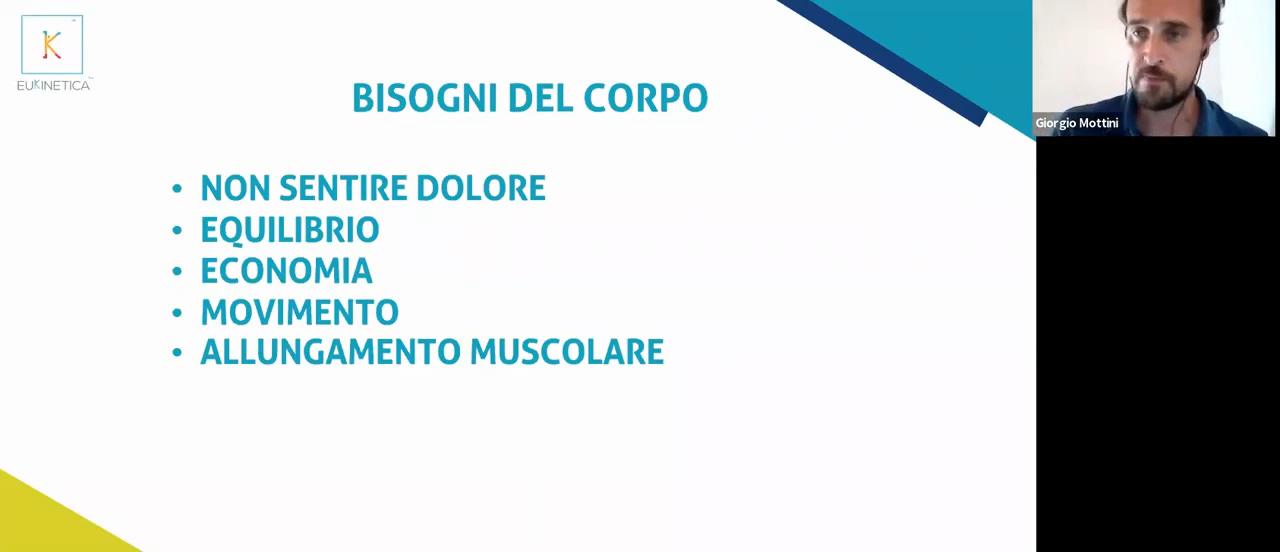 EUKINETICA
BISOGNI DEL CORPO
Giorgio Mottini
• NON SENTIRE DOLORE
• EQUILIBRIO
• ECONOMIA
• MOVIMENTO
• ALLUNGAMENTO MUSCOLARE